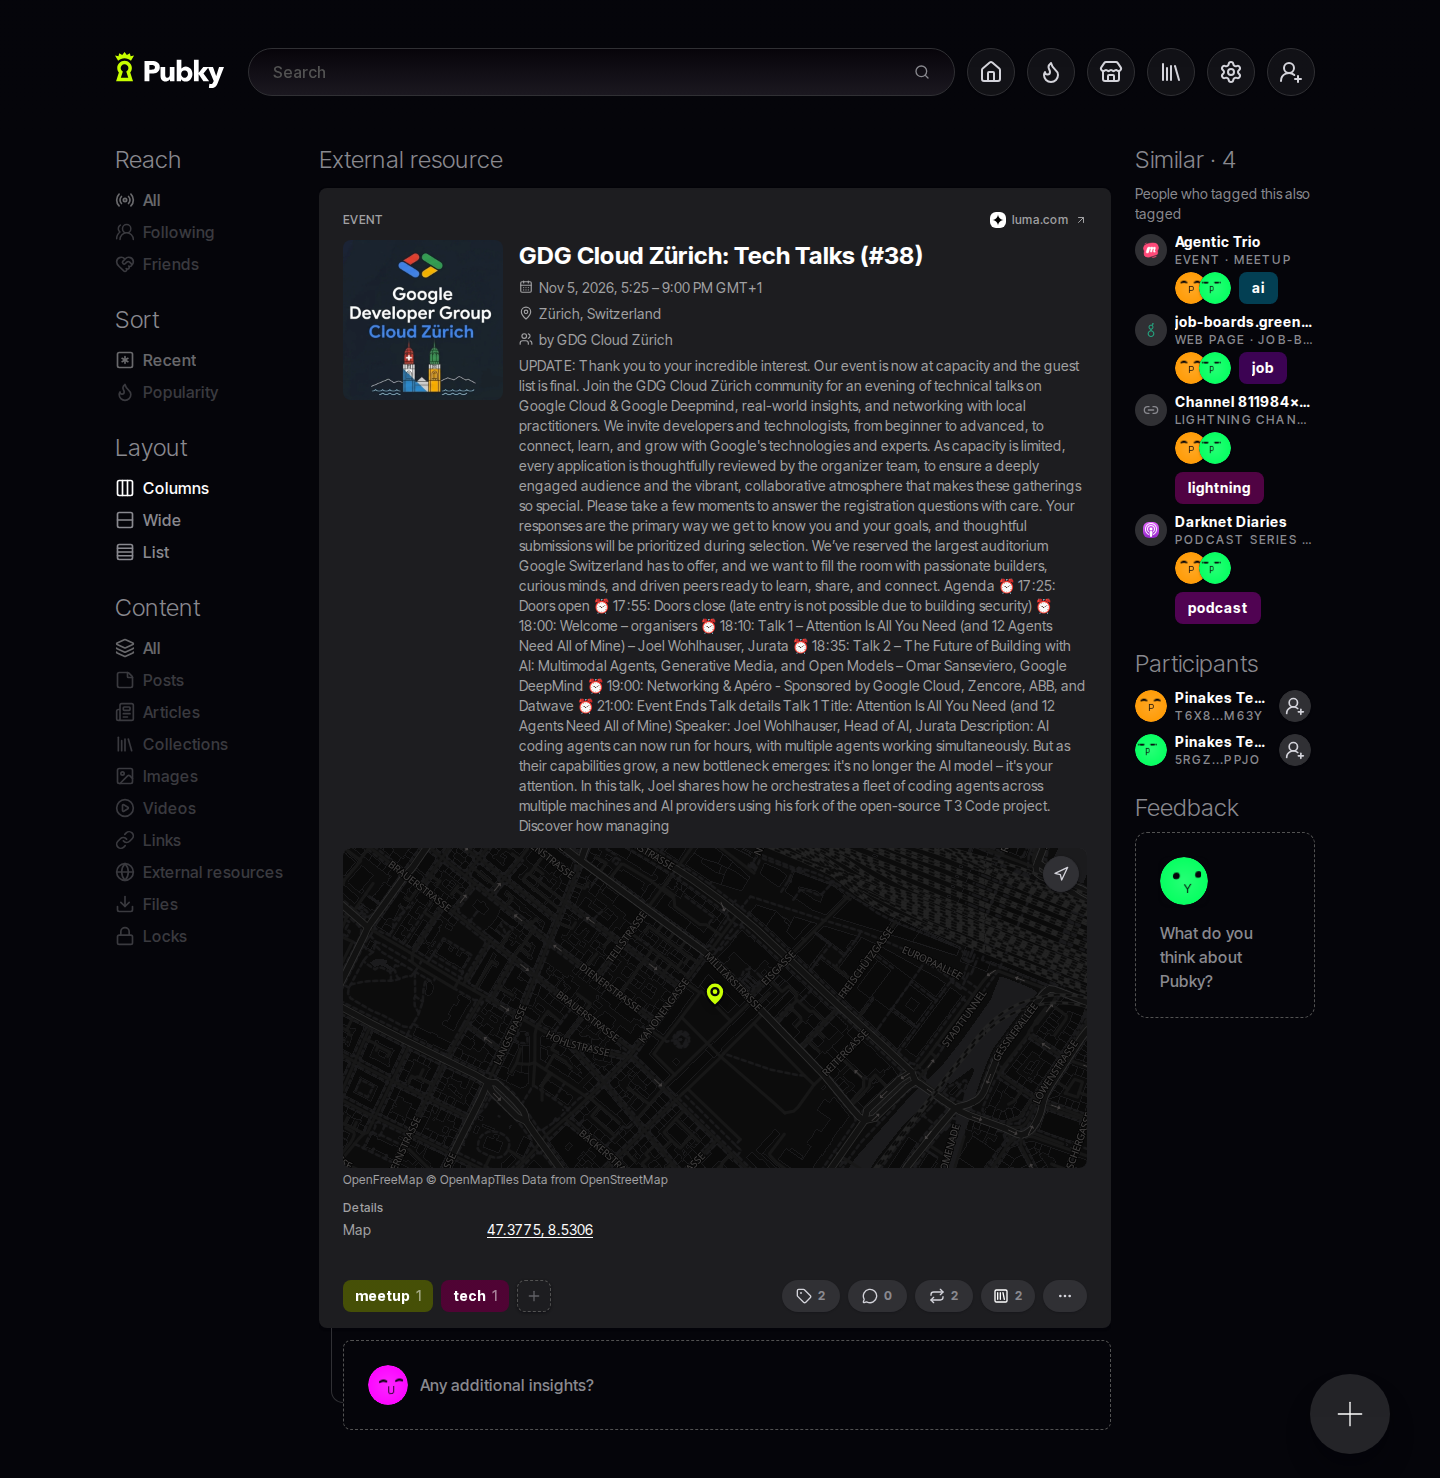 Pubky
Search
Reach
All
Following
Friends
Sort
Recent
Popularity
Layout
Columns
Wide
List
Content
All
Posts
Articles
Collections
Images
Videos
Links
External resources
Files
Locks
External resource
EVENT
luma.com
Google
Developer Group
Cloud Zürich
GDG Cloud Zürich: Tech Talks (#38)
Nov 5, 2026, 5:25 – 9:00 PM GMT+1
Zürich, Switzerland
by GDG Cloud Zürich
UPDATE: Thank you to your incredible interest. Our event is now at capacity and the guest
list is final. Join the GDG Cloud Zürich community for an evening of technical talks on
Google Cloud & Google Deepmind, real-world insights, and networking with local
practitioners. We invite developers and technologists, from beginner to advanced, to
connect, learn, and grow with Google's technologies and experts. As capacity is limited,
every application is thoughtfully reviewed by the organizer team, to ensure a deeply
engaged audience and the vibrant, collaborative atmosphere that makes these gatherings
so special. Please take a few moments to answer the registration questions with care. Your
responses are the primary way we get to know you and your goals, and thoughtful
submissions will be prioritized during selection. We've reserved the largest auditorium
Google Switzerland has to offer, and we want to fill the room with passionate builders,
curious minds, and driven peers ready to learn, share, and connect. Agenda ⏰ 17:25:
Doors open ⏰ 17:55: Doors close (late entry is not possible due to building security) ⏰
18:00: Welcome – organisers ⏰ 18:10: Talk 1 – Attention Is All You Need (and 12 Agents
Need All of Mine) – Joel Wohlhauser, Jurata ⏰ 18:35: Talk 2 – The Future of Building with
AI: Multimodal Agents, Generative Media, and Open Models – Omar Sanseviero, Google
DeepMind ⏰ 19:00: Networking & Apéro - Sponsored by Google Cloud, Zencore, ABB, and
Datwave ⏰ 21:00: Event Ends Talk details Talk 1 Title: Attention Is All You Need (and 12
Agents Need All of Mine) Speaker: Joel Wohlhauser, Head of AI, Jurata Description: AI
coding agents can now run for hours, with multiple agents working simultaneously. But as
their capabilities grow, a new bottleneck emerges: it's no longer the AI model – it's your
attention. In this talk, Joel shares how he orchestrates a fleet of coding agents across
multiple machines and AI providers using his fork of the open-source T3 Code project.
Discover how managing
BRAUERSTRASSE
TELLSTRASSE
DIENERSTRASSE
BRAUERSTRASSE
HOHLSTRASSE
LANGSTRASSE
KANONENGASSE
MILITÄRSTRASSE
EISGASSE
FREISCHÜTZGASSE
EUROPAALLEE
REITERGASSE
STADTTUNNEL
GESSNERALLEE
LÖWENSTRASSE
OpenFreeMap © OpenMapTiles Data from OpenStreetMap
Details
Map 47.3775, 8.5306
meetup 1 tech 1
2 0 2 2
Any additional insights?
Similar · 4
People who tagged this also
tagged
Agentic Trio
EVENT · MEETUP
ai
job-boards.green...
WEB PAGE · JOB-B...
job
Channel 811984×...
LIGHTNING CHAN...
lightning
Darknet Diaries
PODCAST SERIES ...
podcast
Participants
Pinakes Te...
T6X8...M63Y
Pinakes Te...
5RGZ...PPJO
Feedback
What do you
think about
Pubky?